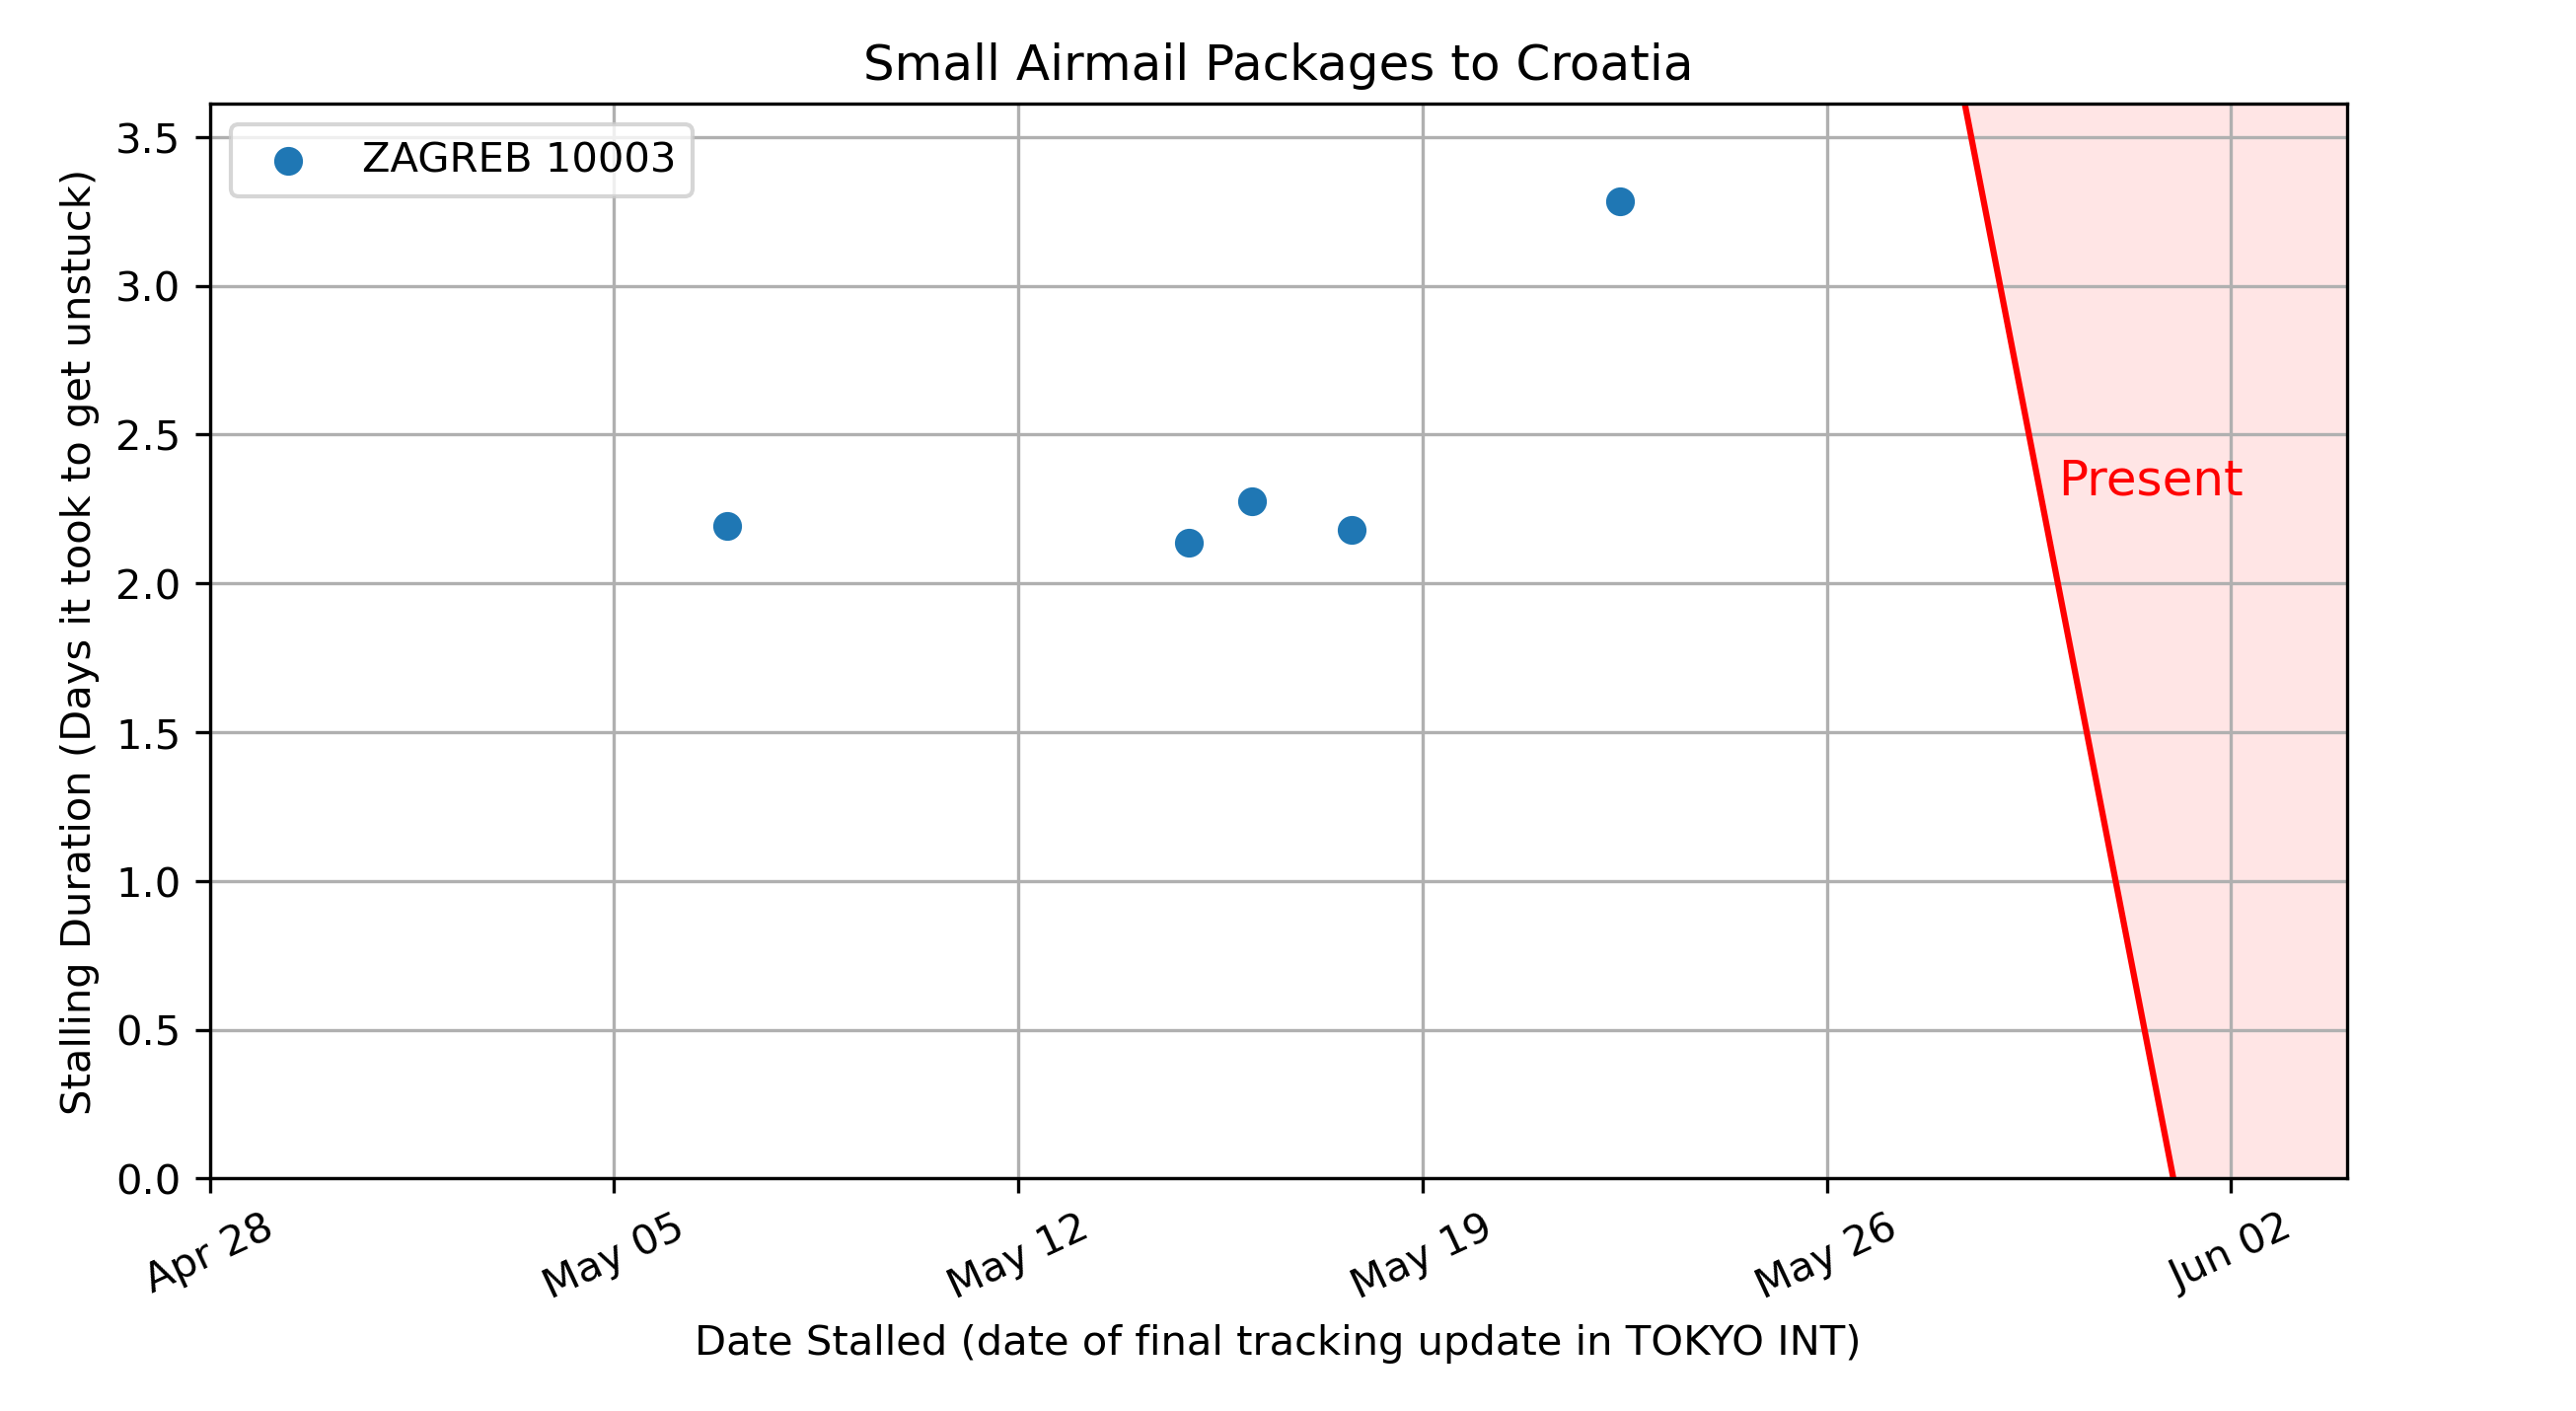 Small Airmail Packages to Croatia
ZAGREB 10003
Stalling Duration (Days it took to get unstuck)
3.5
3.0
2.5
2.0
1.5
1.0
0.5
0.0
Present
Apr 28
May 05
May 12
May 19
May 26
Jun 02
Date Stalled (date of final tracking update in TOKYO INT)